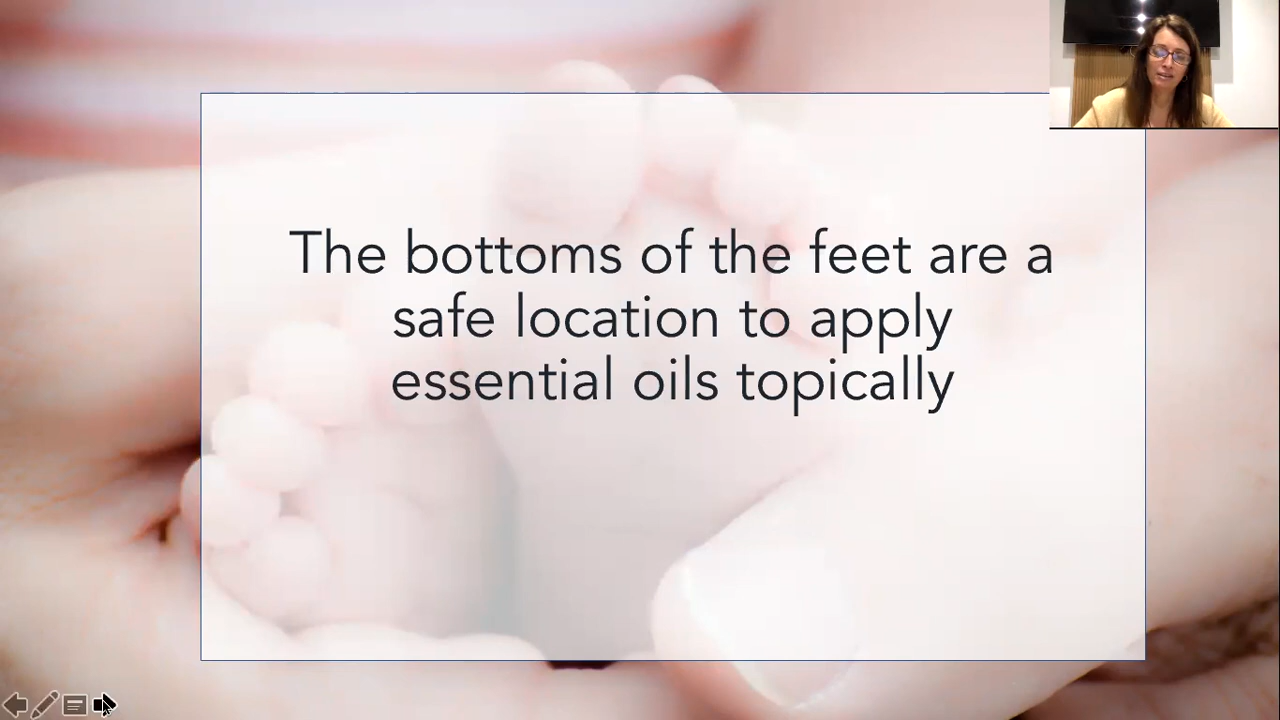 The bottoms of the feet are a
safe location to apply
essential oils topically